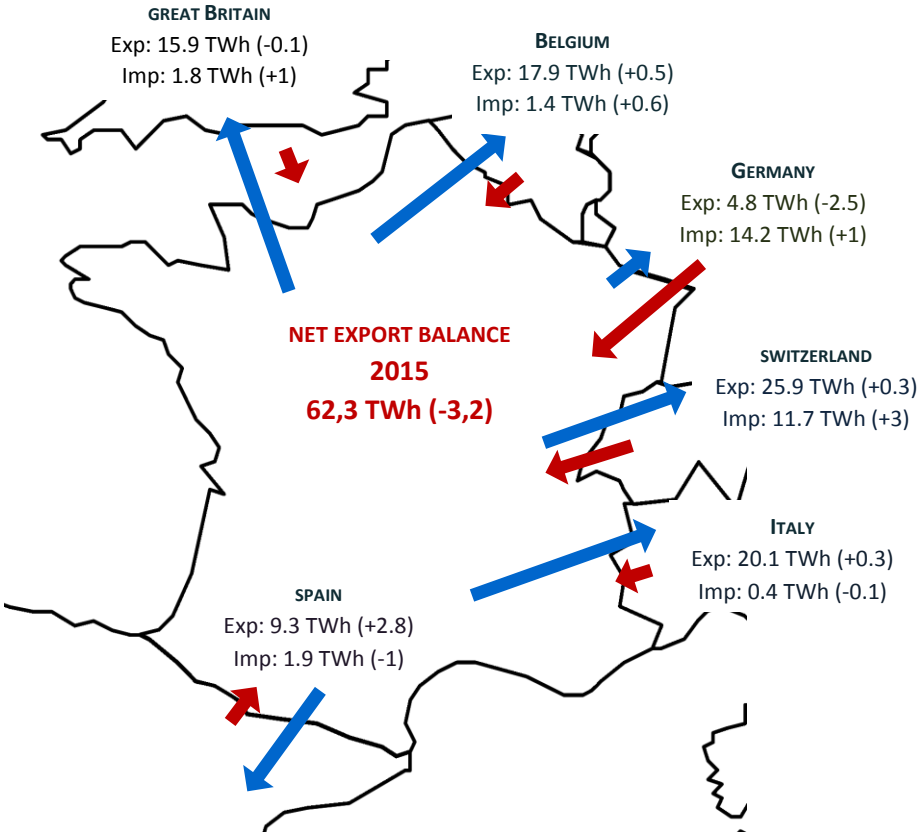 GREAT BRITAIN
Exp: 15.9 TWh (-0.1)
Imp: 1.8 TWh (+1)
BELGIUM
Exp: 17.9 TWh (+0.5)
Imp: 1.4 TWh (+0.6)
GERMANY
Exp: 4.8 TWh (-2.5)
Imp: 14.2 TWh (+1)
NET EXPORT BALANCE
2015
62,3 TWh (-3,2)
SWITZERLAND
Exp: 25.9 TWh (+0.3)
Imp: 11.7 TWh (+3)
ITALY
Exp: 20.1 TWh (+0.3)
Imp: 0.4 TWh (-0.1)
SPAIN
Exp: 9.3 TWh (+2.8)
Imp: 1.9 TWh (-1)